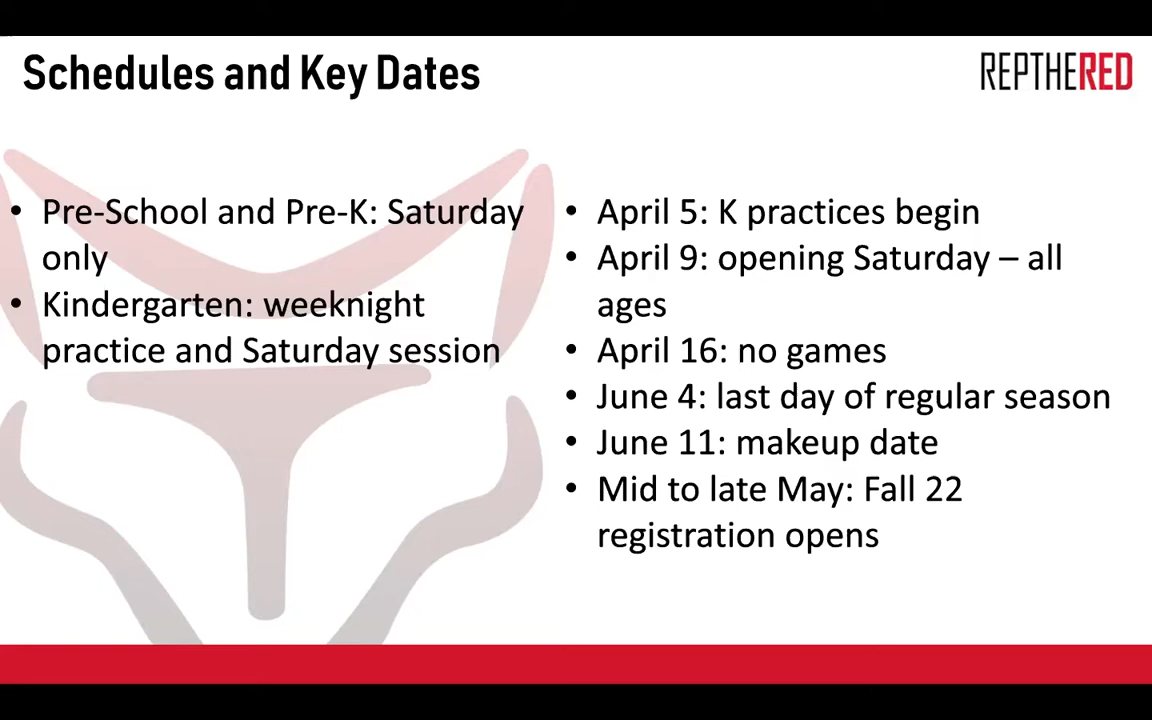 Schedules and Key Dates
REPTHERED
• Pre-School and Pre-K: Saturday
only
• Kindergarten: weeknight
practice and Saturday session
• April 5: K practices begin
• April 9: opening Saturday – all
ages
• April 16: no games
• June 4: last day of regular season
• June 11: makeup date
• Mid to late May: Fall 22
registration opens